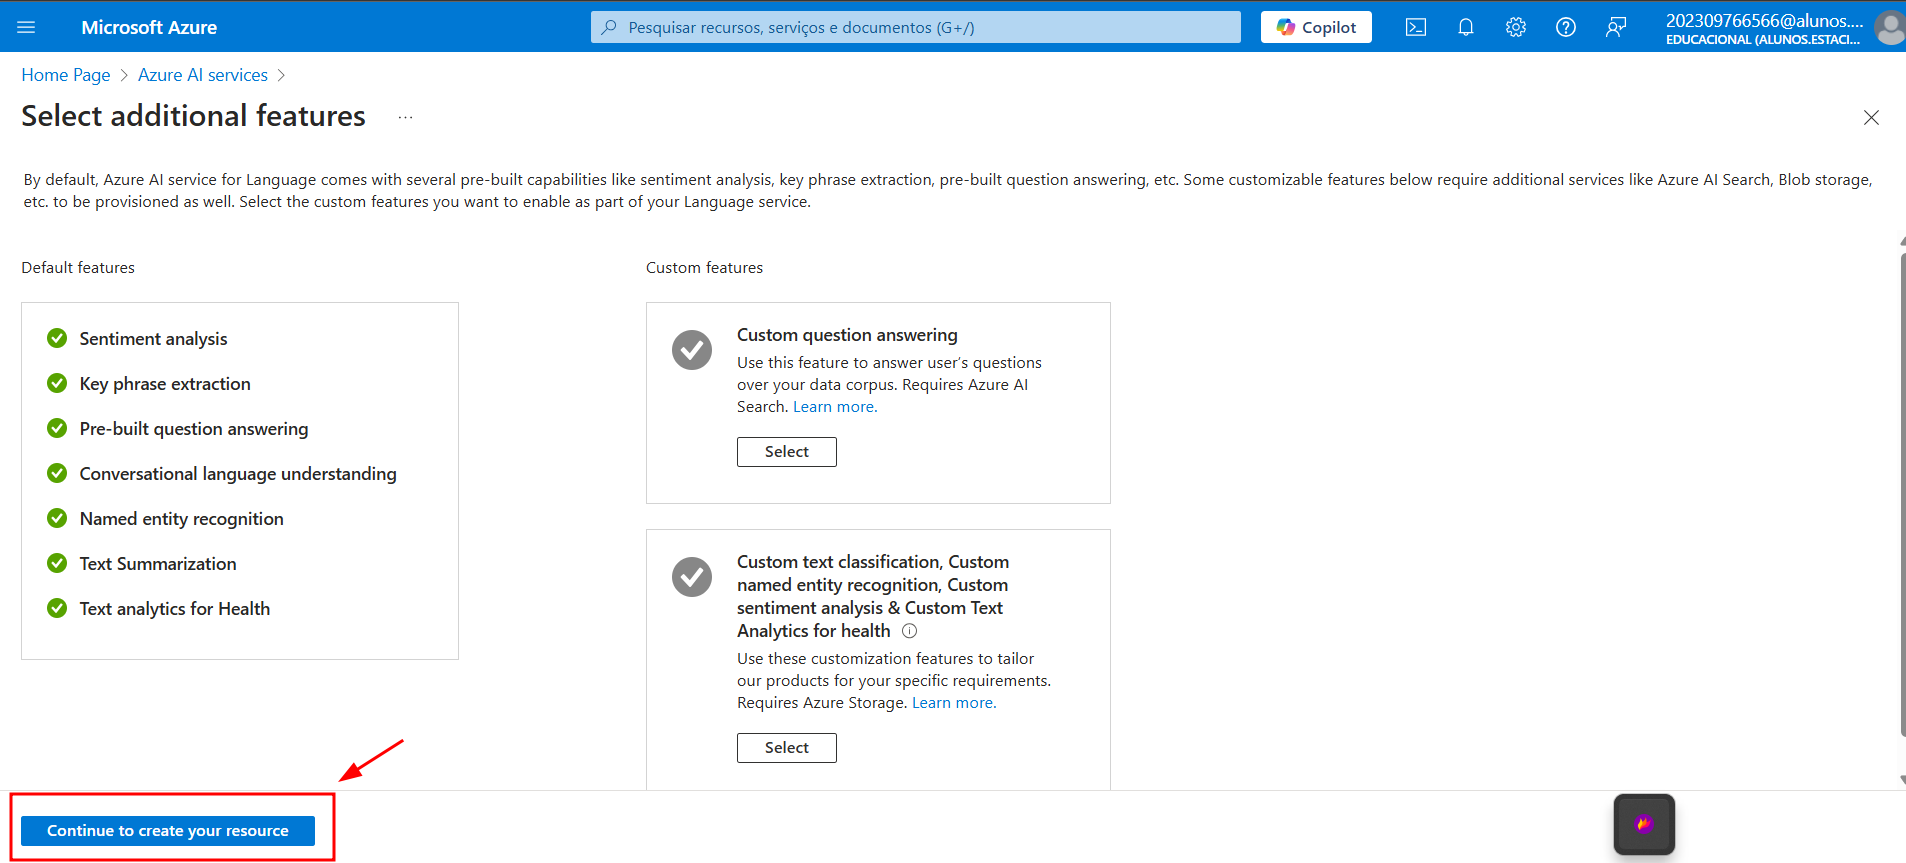 Microsoft Azure
Pesquisar recursos, serviços e documentos (G+/)
Copilot
202309766566@alunos....
EDUCACIONAL (ALUNOS.ESTACI...
Home Page > Azure AI services >
Select additional features ...
By default, Azure AI service for Language comes with several pre-built capabilities like sentiment analysis, key phrase extraction, pre-built question answering, etc. Some customizable features below require additional services like Azure AI Search, Blob storage,
etc. to be provisioned as well. Select the custom features you want to enable as part of your Language service.
Default features
Sentiment analysis
Key phrase extraction
Pre-built question answering
Conversational language understanding
Named entity recognition
Text Summarization
Text analytics for Health
Custom features
Custom question answering
Use this feature to answer user's questions
over your data corpus. Requires Azure AI
Search. Learn more.
Select
Custom text classification, Custom
named entity recognition, Custom
sentiment analysis & Custom Text
Analytics for health
Use these customization features to tailor
our products for your specific requirements.
Requires Azure Storage. Learn more.
Select
Continue to create your resource